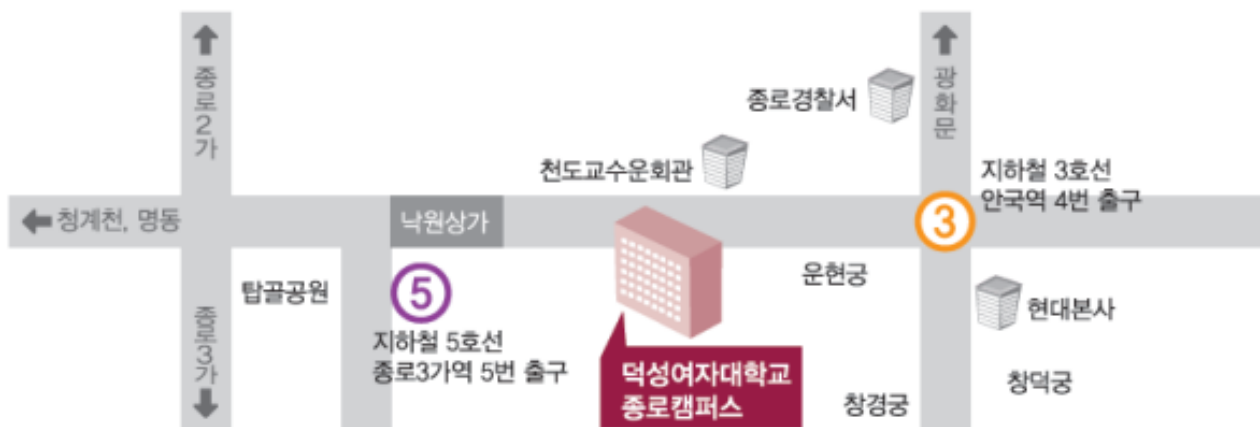 종로2가
광화문
종로경찰서
천도교수운회관
지하철 3호선
안국역 4번 출구
청계천, 명동
낙원상가
3
탑골공원
5
운현궁
현대본사
종로3가
지하철 5호선
종로3가역 5번 출구
덕성여자대학교
종로캠퍼스
창덕궁
창경궁